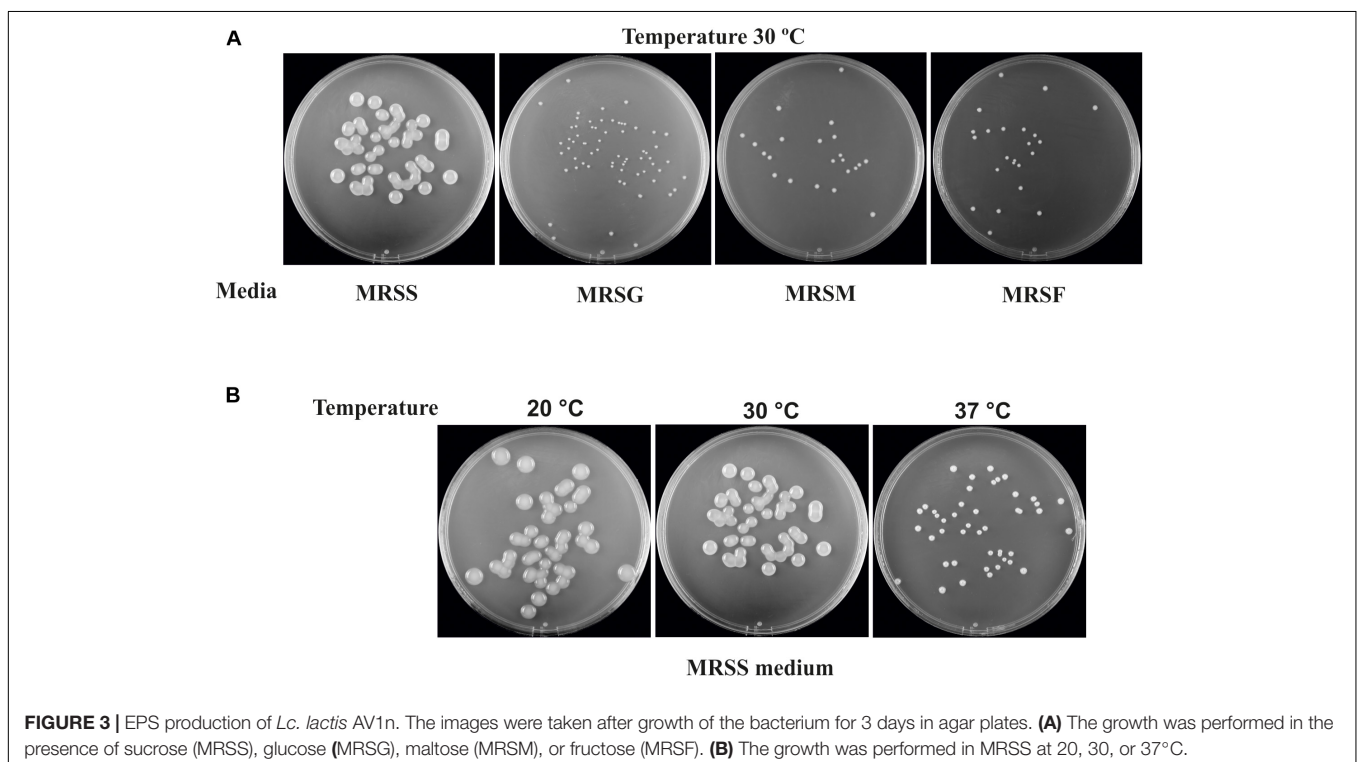 A
Temperature 30 ºC
Media MRSS MRSG MRSM MRSF
B
Temperature 20 °C 30 °C 37 °C
MRSS medium
FIGURE 3 | EPS production of Lc. lactis AV1n. The images were taken after growth of the bacterium for 3 days in agar plates. (A) The growth was performed in the
presence of sucrose (MRSS), glucose (MRSG), maltose (MRSM), or fructose (MRSF). (B) The growth was performed in MRSS at 20, 30, or 37°C.